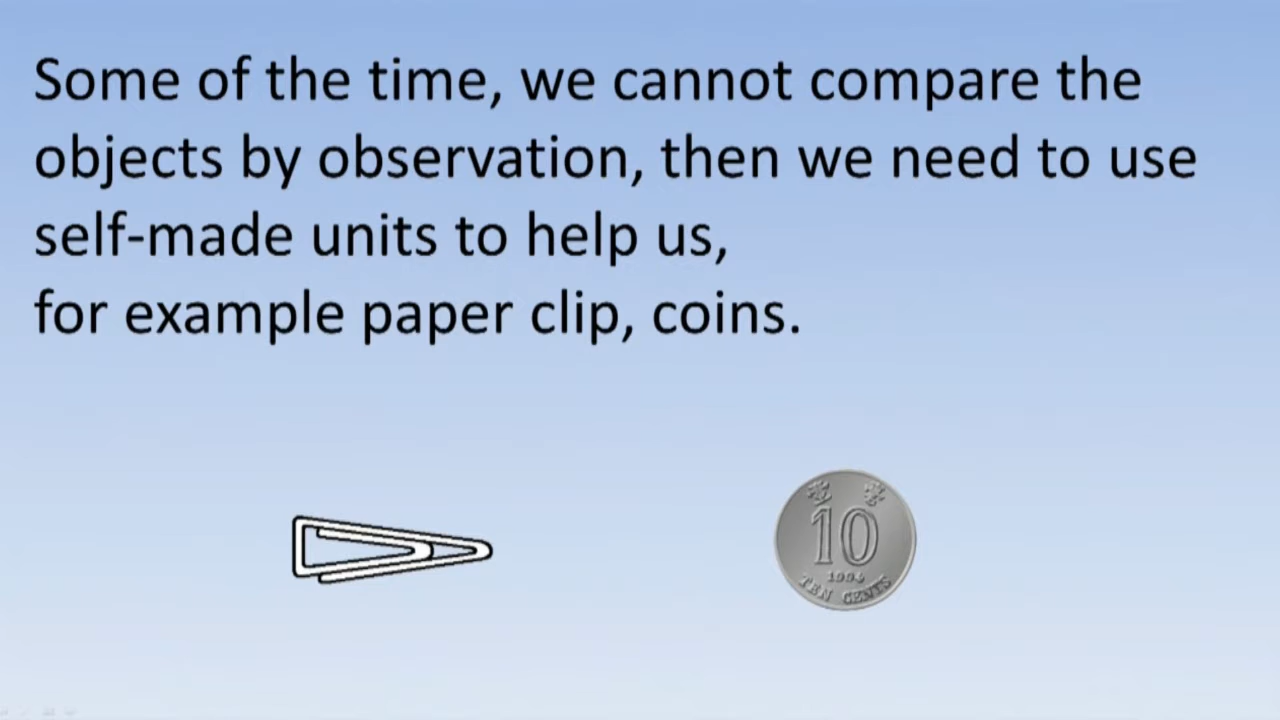 Some of the time, we cannot compare the
objects by observation, then we need to use
self-made units to help us,
for example paper clip, coins.
10
TEN CENTS